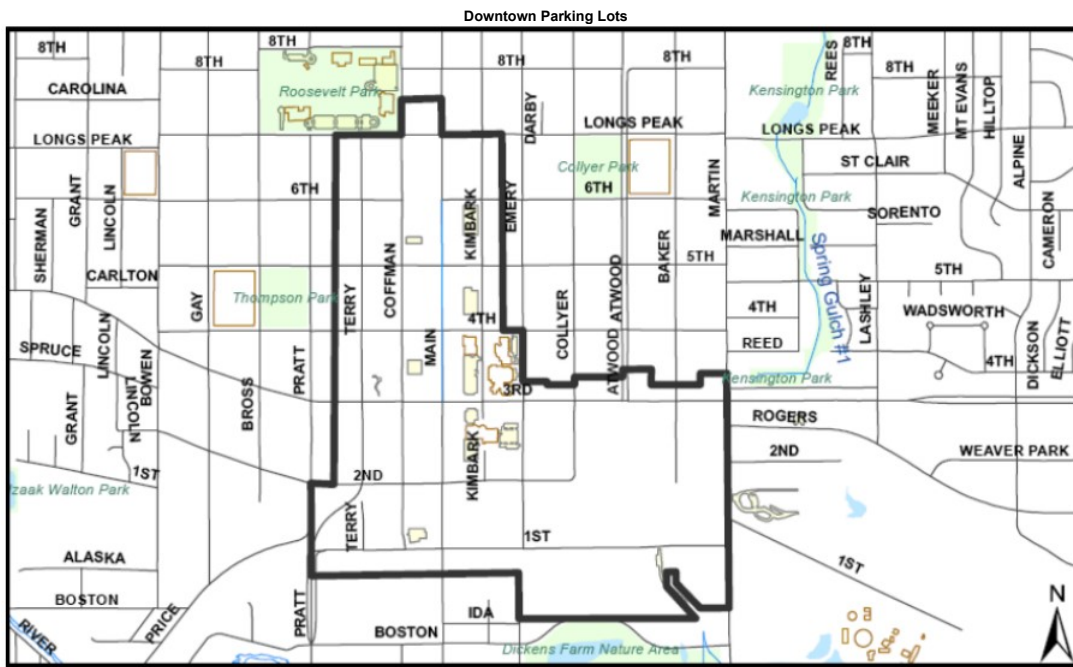 Downtown Parking Lots
8TH
8TH
8TH
8TH
8TH
8TH
8TH
REES
CAROLINA
Roosevelt Park
Kensington Park
MEEKER
MT EVANS
HILLTOP
DARBY
LONGS PEAK
LONGS PEAK
LONGS PEAK
ALPINE
Collyer Park
ST CLAIR
6TH
6TH
Kensington Park
GRANT
LINCOLN
KIMBARK
EMERY
MARTIN
SORENTO
SHERMAN
COFFMAN
MARSHALL
Spring Gulch #1
CAMERON
CARLTON
BAKER
5TH
5TH
ATWOOD
GAY
Thompson Park
TERRY
4TH
4TH
LASHLEY
WADSWORTH
MAIN
COLLYER
REED
SPRUCE
LINCOLN
BOWEN
PRATT
ATWOOD
4TH
DICKSON
ELLIOTT
Kensington Park
3RD
GRANT
LINCOLN
BROSS
ROGERS
2ND
WEAVER PARK
1ST
2ND
KIMBARK
Izaak Walton Park
TERRY
1ST
1ST
ALASKA
BOSTON
PRICE
PRATT
IDA
BOSTON
RIVER
Dickens Farm Nature Area
N